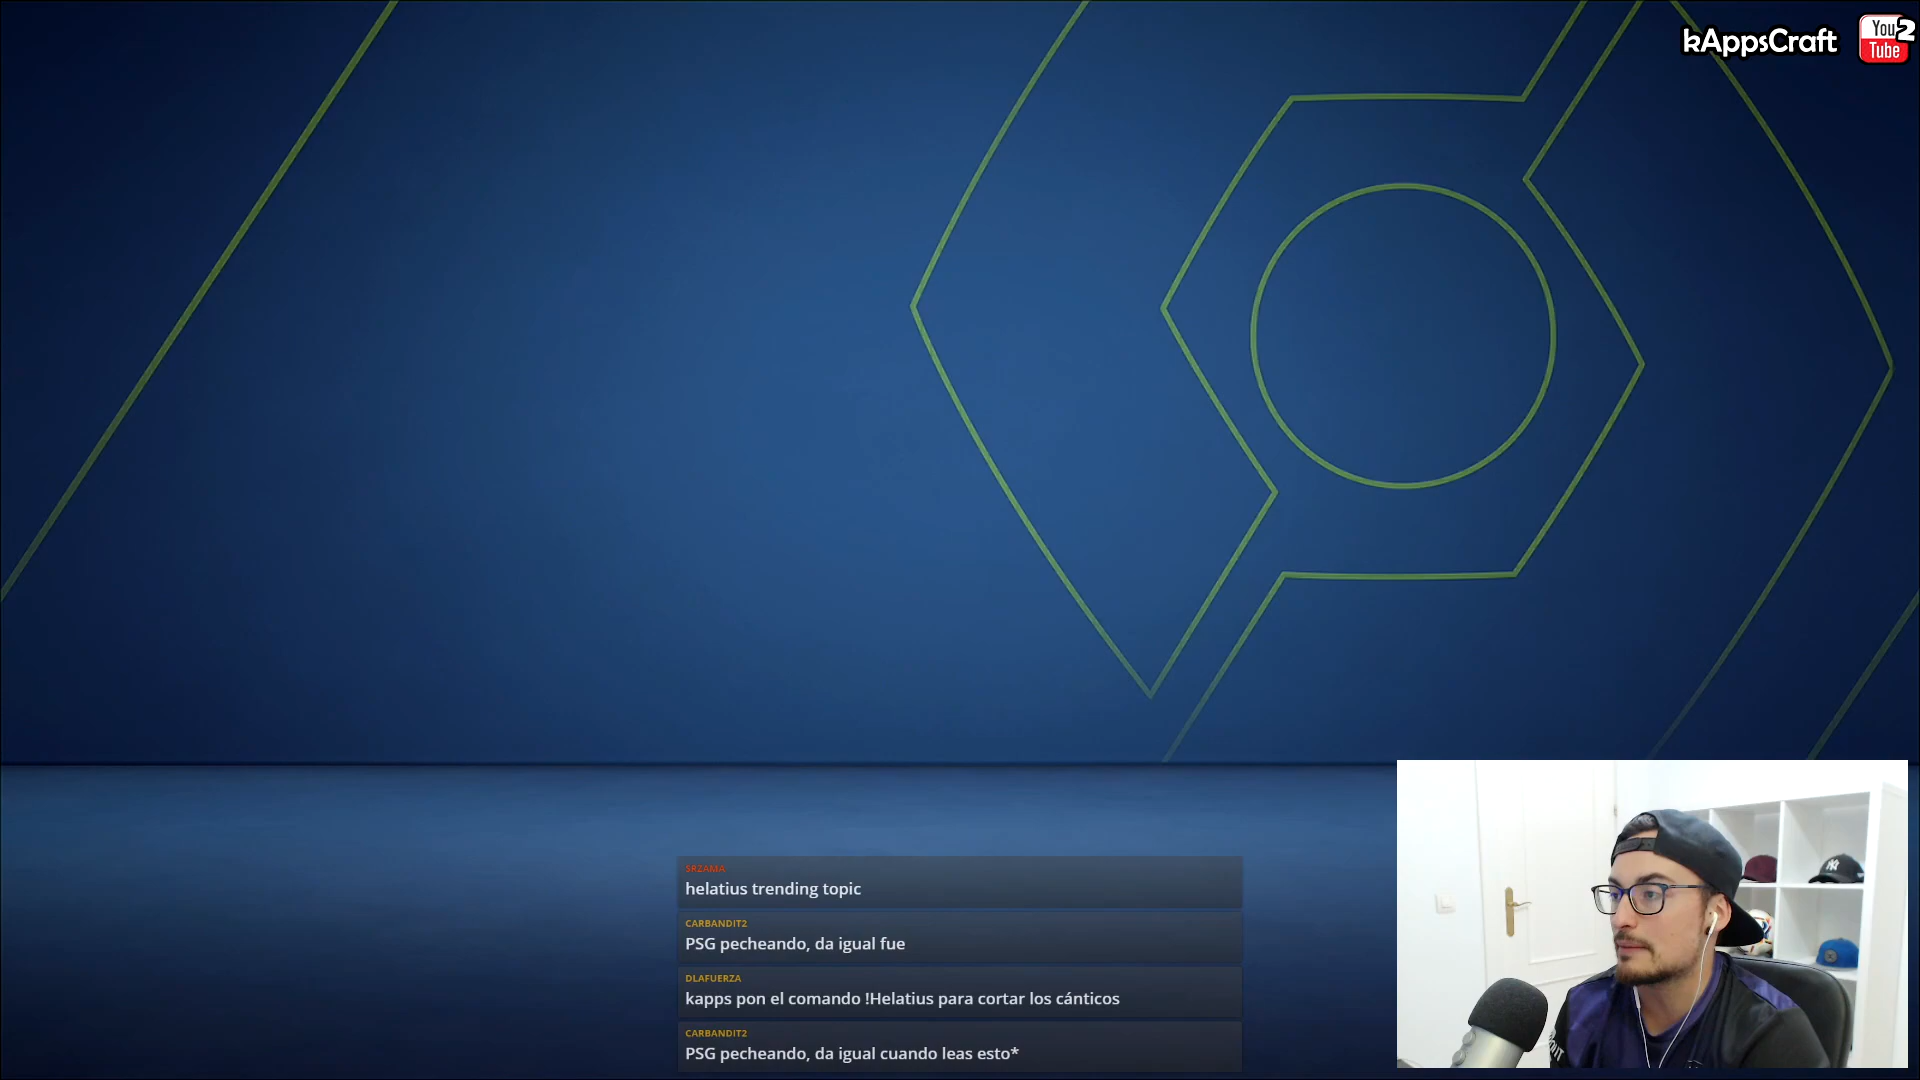 kAppsCraft
You
2
Tube
SRZAMA
helatius trending topic
CARBANDIT2
PSG pecheando, da igual fue
DLAFUERZA
kapps pon el comando !Helatius para cortar los cánticos
CARBANDIT2
PSG pecheando, da igual cuando leas esto*